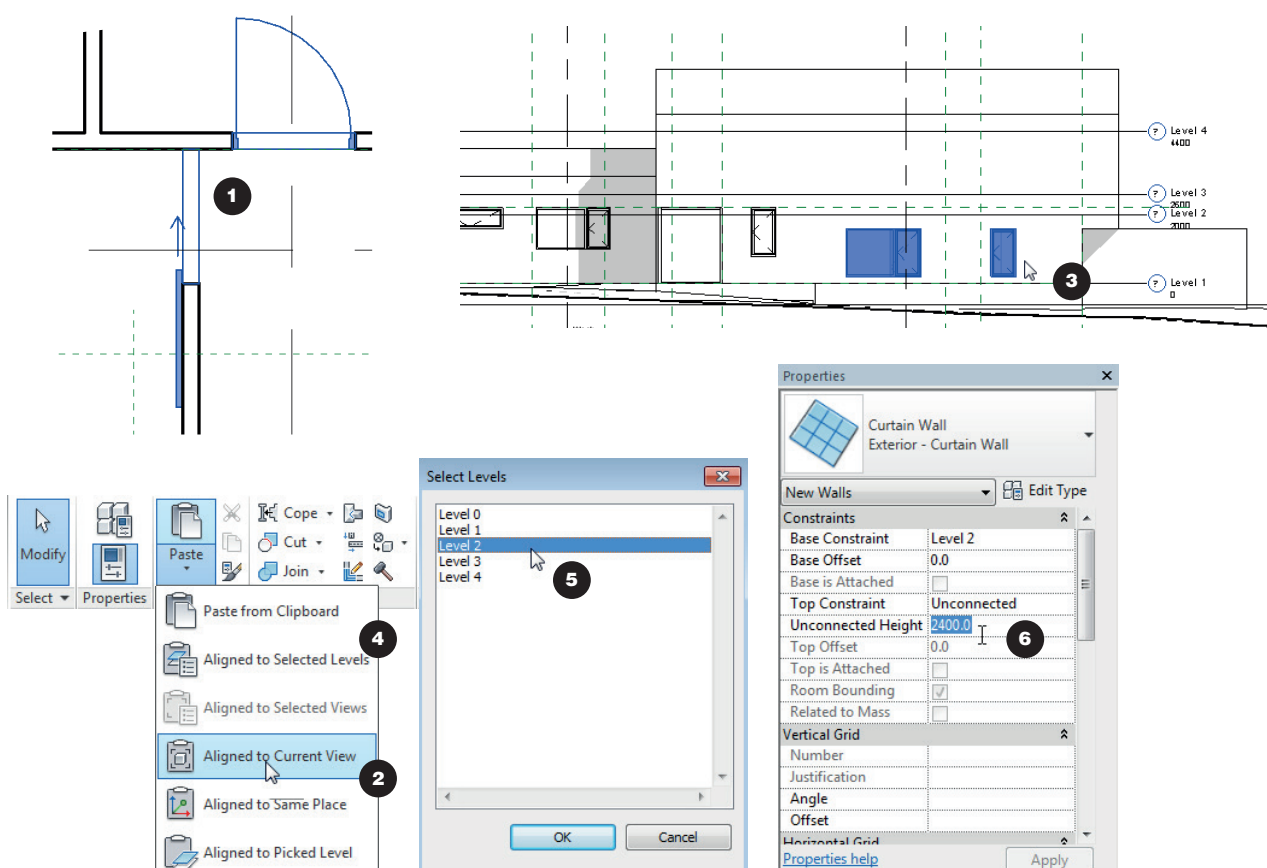 1
Level 4
4400
Level 3
2600
Level 2
2000
3
Level 1
0
Modify
Select
Properties
Paste
Cope
Cut
Join
Paste from Clipboard
4
Aligned to Selected Levels
Aligned to Selected Views
Aligned to Current View
2
Aligned to Same Place
Aligned to Picked Level
Select Levels
Level 0
Level 1
Level 2
Level 3
Level 4
5
OK
Cancel
Properties
Curtain Wall
Exterior - Curtain Wall
New Walls
Edit Type
Constraints
Base Constraint Level 2
Base Offset 0.0
Base is Attached
Top Constraint Unconnected
Unconnected Height 2400.0
6
Top Offset 0.0
Top is Attached
Room Bounding
Related to Mass
Vertical Grid
Number
Justification
Angle
Offset
Horizontal Grid
Properties help
Apply